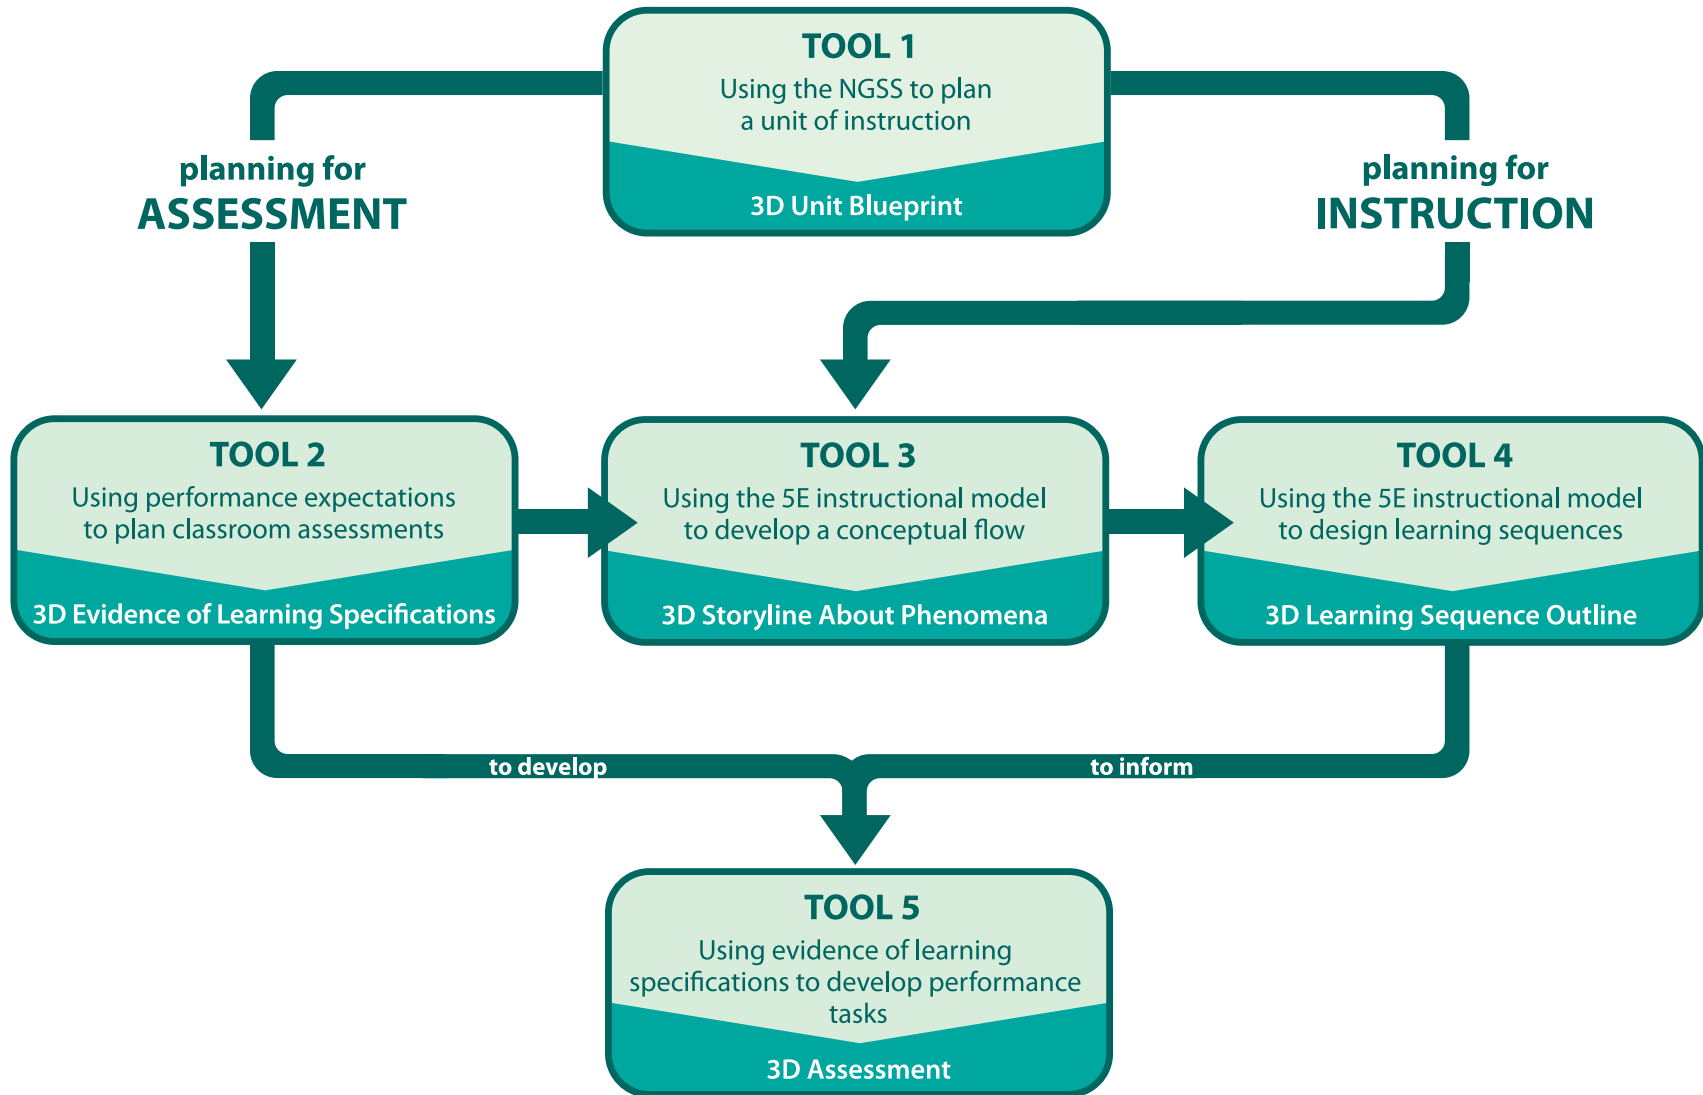 TOOL 1
Using the NGSS to plan
a unit of instruction
3D Unit Blueprint
planning for
ASSESSMENT
planning for
INSTRUCTION
TOOL 2
Using performance expectations
to plan classroom assessments
3D Evidence of Learning Specifications
TOOL 3
Using the 5E instructional model
to develop a conceptual flow
3D Storyline About Phenomena
TOOL 4
Using the 5E instructional model
to design learning sequences
3D Learning Sequence Outline
to develop
to inform
TOOL 5
Using evidence of learning
specifications to develop performance
tasks
3D Assessment